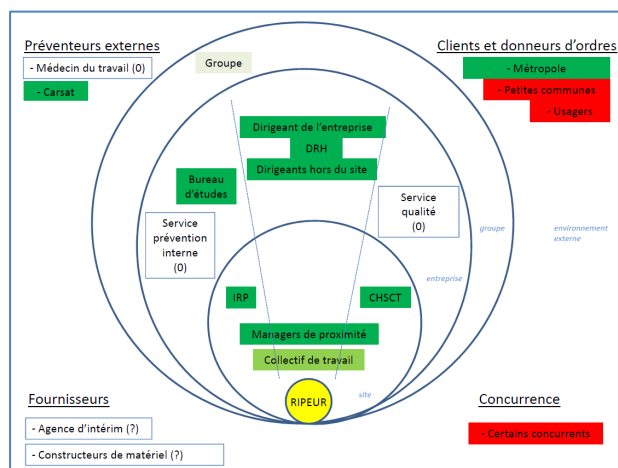 Préventeurs externes
- Médecin du travail (0)
- Carsat
Groupe
Clients et donneurs d'ordres
- Métropole
- Petites communes
- Usagers
Dirigeant de l'entreprise
DRH
Dirigeants hors du site
Bureau
d'études
Service
qualité
(0)
Service
prévention
interne
(0)
groupe
environnement
externe
entreprise
IRP
CHSCT
Managers de proximité
Collectif de travail
RIPEUR
site
Fournisseurs
- Agence d'intérim (?)
- Constructeurs de matériel (?)
Concurrence
- Certains concurrents